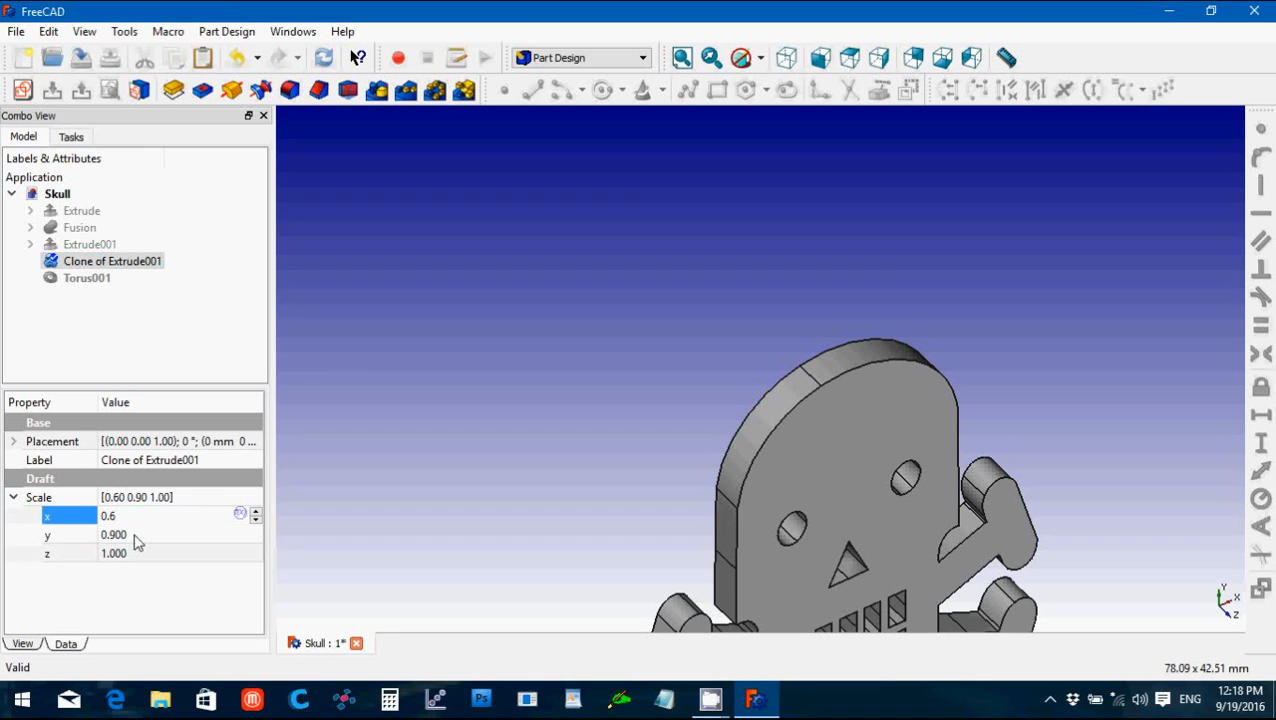 FreeCAD
File Edit View Tools Macro Part Design Windows Help
Part Design
Combo View
Model Tasks
Labels & Attributes
Application
Skull
Extrude
Fusion
Extrude001
Clone of Extrude001
Torus001
Property Value
Base
Placement [(0.00 0.00 1.00); 0 °; (0 mm 0 ...
Label Clone of Extrude001
Draft
Scale [0.60 0.90 1.00]
x 0.6
y 0.900
z 1.000
View Data
Skull : 1*
Y
X
Z
Valid 78.09 x 42.51 mm
ENG
12:18 PM
9/19/2016